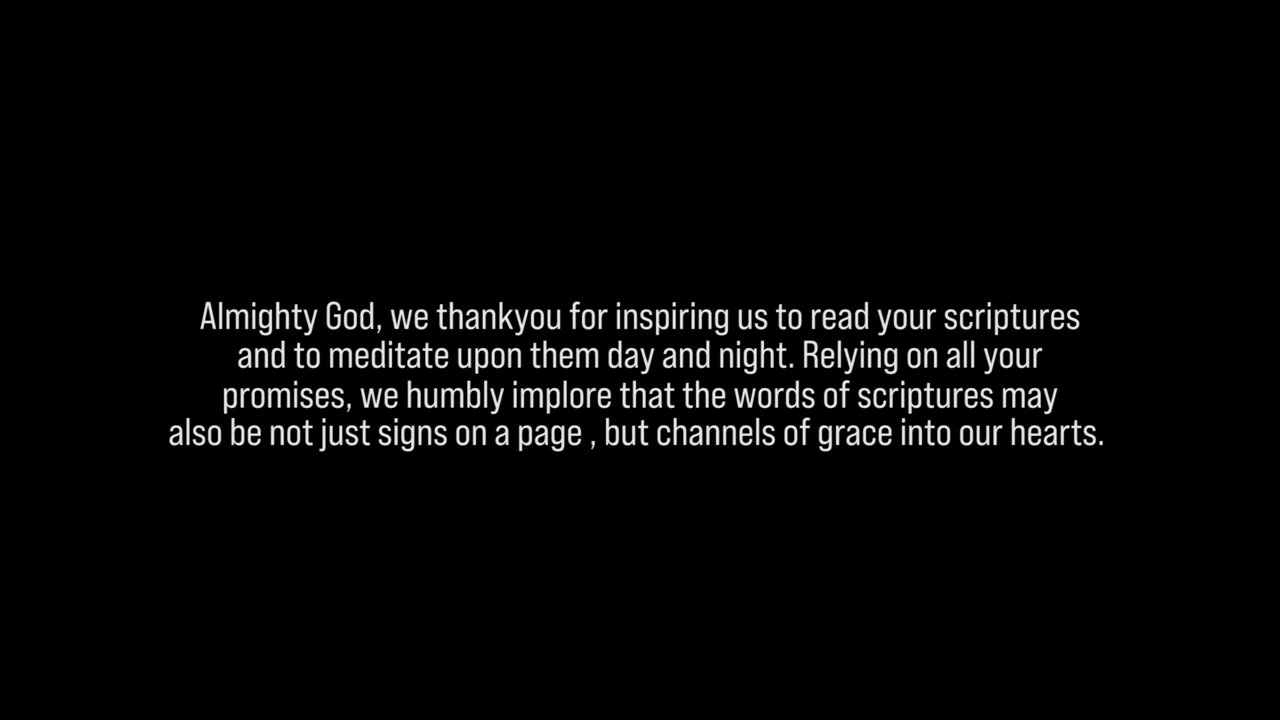 Almighty God, we thankyou for inspiring us to read your scriptures
and to meditate upon them day and night. Relying on all your
promises, we humbly implore that the words of scriptures may
also be not just signs on a page , but channels of grace into our hearts.